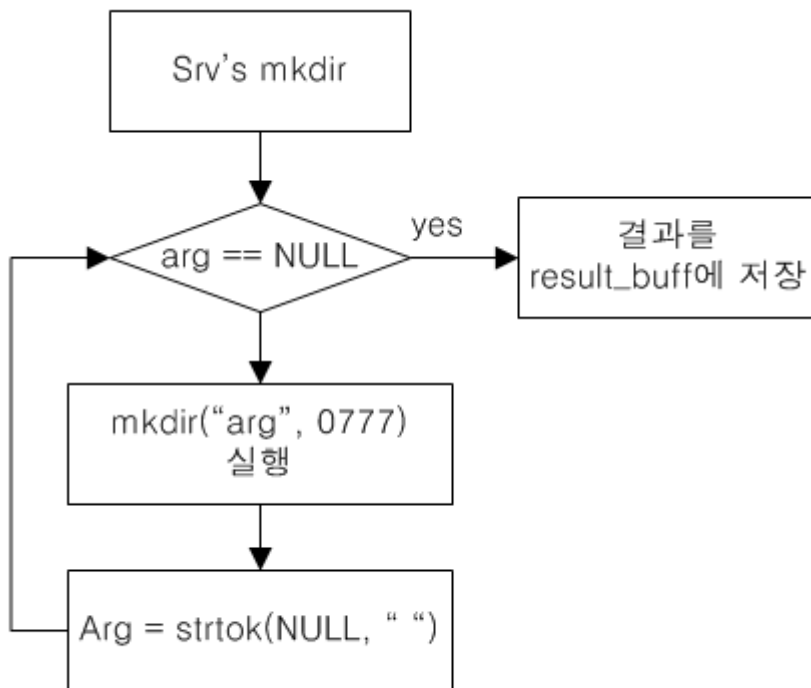 Srv's mkdir
arg == NULL
yes
결과를
result_buff에 저장
mkdir(“arg”, 0777)
실행
Arg = strtok(NULL, “ “)